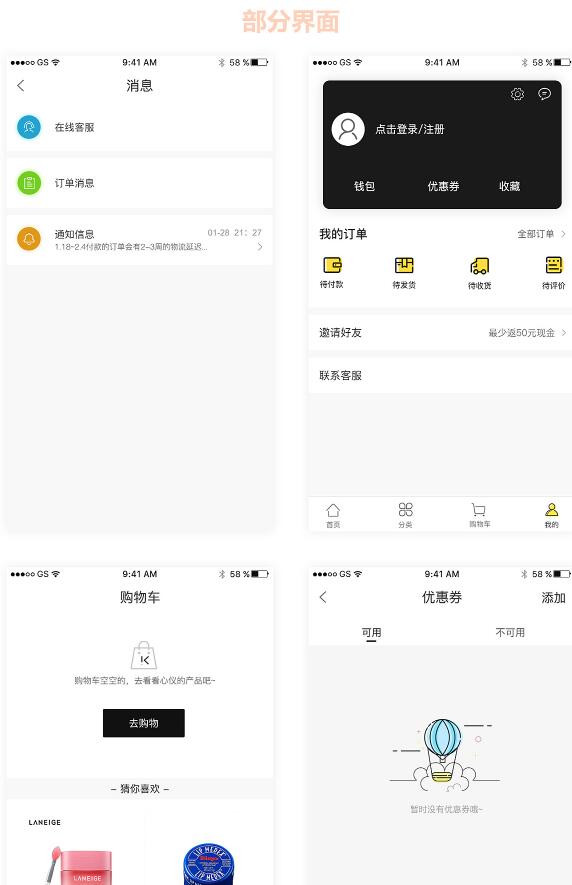 部分界面
GS 9:41 AM 58 %
消息
在线客服
订单消息
通知信息 01-28 21：27
1.18-2.4付款的订单会有2-3周的物流延迟...
GS 9:41 AM 58 %
点击登录/注册
钱包 优惠券 收藏
我的订单 全部订单
待付款 待发货 待收货 待评价
邀请好友 最少返50元现金
联系客服
首页 分类 购物车 我的
GS 9:41 AM 58 %
购物车
购物车空空的，去看看心仪的产品吧~
去购物
– 猜你喜欢 –
LANEIGE
LANEIGE
LIP MEDEX
Blistex
LIP MEDEX
GS 9:41 AM 58 %
优惠券 添加
可用 不可用
暂时没有优惠券哦~